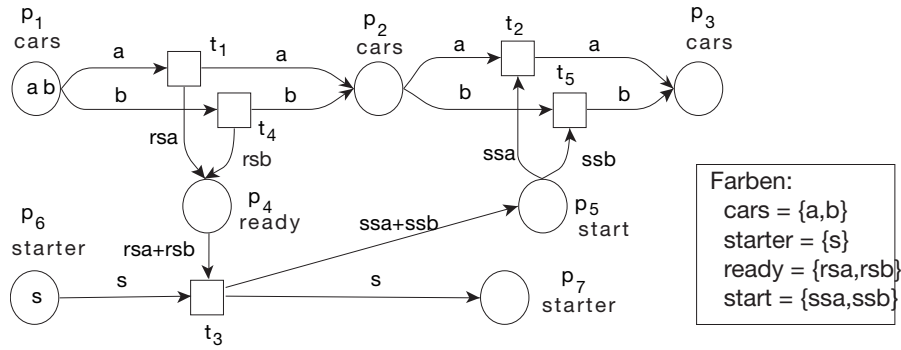 p1
cars
a b
a
t1
a
b
t4
b
rsa
rsb
p2
cars
a
t2
a
b
t5
b
p3
cars
ssa
ssb
p4
ready
p5
start
p6
starter
s
s
rsa+rsb
t3
ssa+ssb
s
p7
starter
Farben:
cars = {a,b}
starter = {s}
ready = {rsa,rsb}
start = {ssa,ssb}